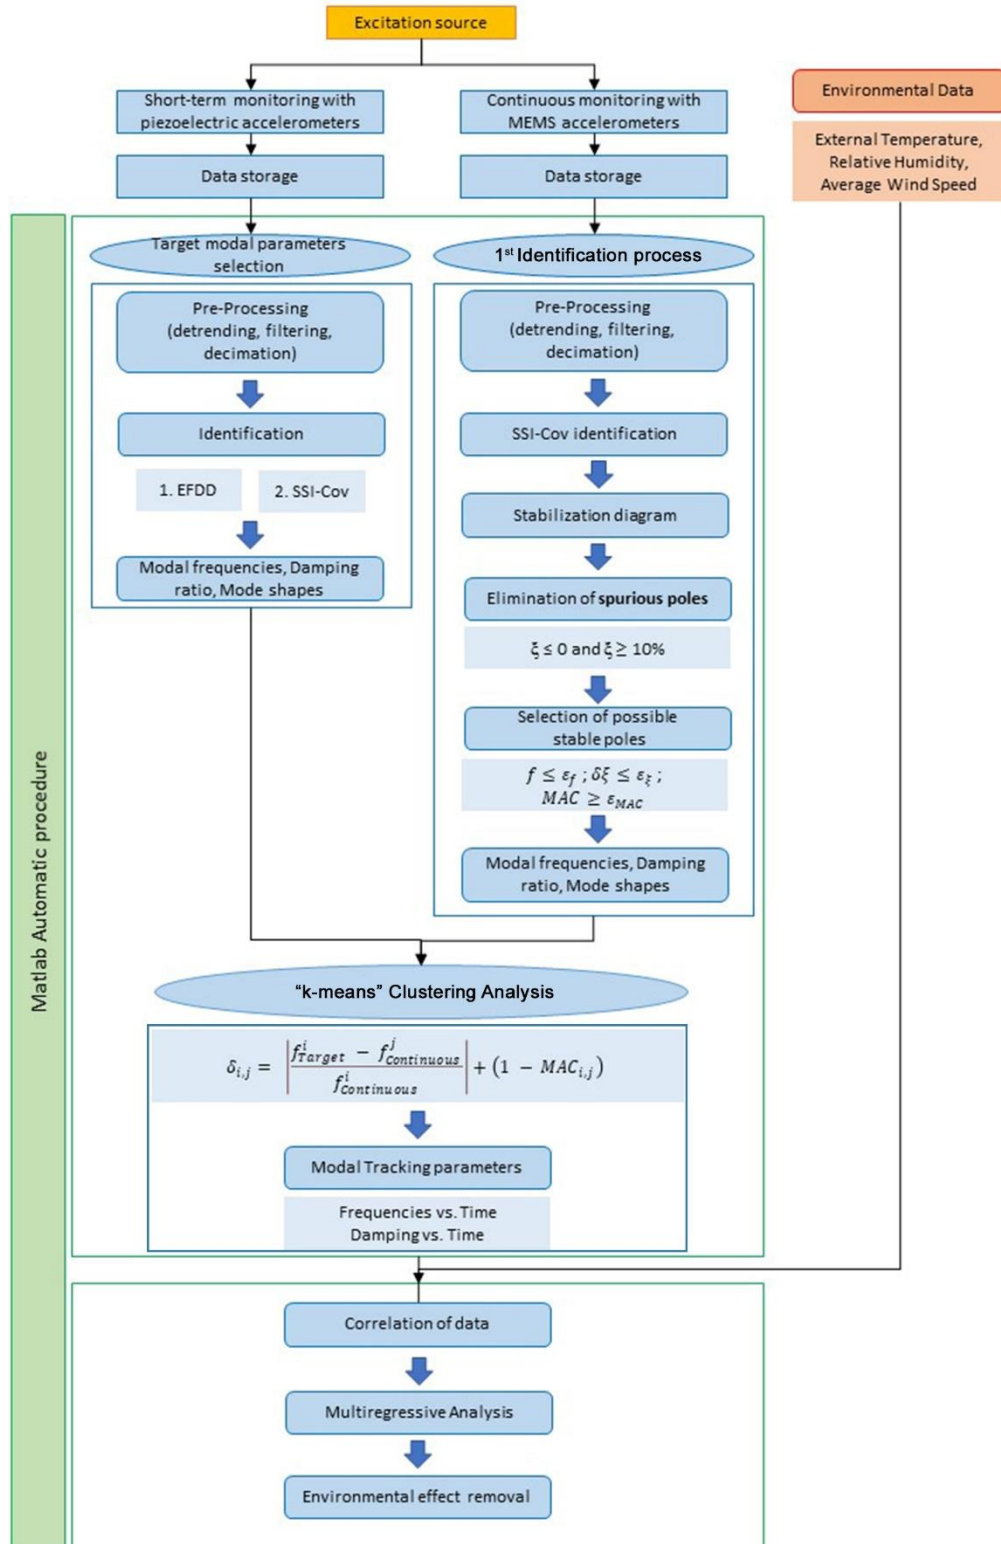 Excitation source
Short-term monitoring with
piezoelectric accelerometers
Continuous monitoring with
MEMS accelerometers
Environmental Data
External Temperature,
Relative Humidity,
Average Wind Speed
Data storage
Data storage
Matlab Automatic procedure
Target modal parameters
selection
Pre-Processing
(detrending, filtering,
decimation)
Identification
1. EFDD
2. SSI-Cov
Modal frequencies, Damping
ratio, Mode shapes
1st Identification process
Pre-Processing
(detrending, filtering,
decimation)
SSI-Cov identification
Stabilization diagram
Elimination of spurious poles
ξ ≤ 0 and ξ ≥ 10%
Selection of possible
stable poles
f ≤ ε_f ; δξ ≤ ε_ξ ;
MAC ≥ ε_MAC
Modal frequencies, Damping
ratio, Mode shapes
“k-means” Clustering Analysis
δ_{i,j} = |(f^i_Target − f^j_Continuous) / f^i_Continuous| + (1 − MAC_{i,j})
Modal Tracking parameters
Frequencies vs. Time
Damping vs. Time
Correlation of data
Multiregressive Analysis
Environmental effect removal